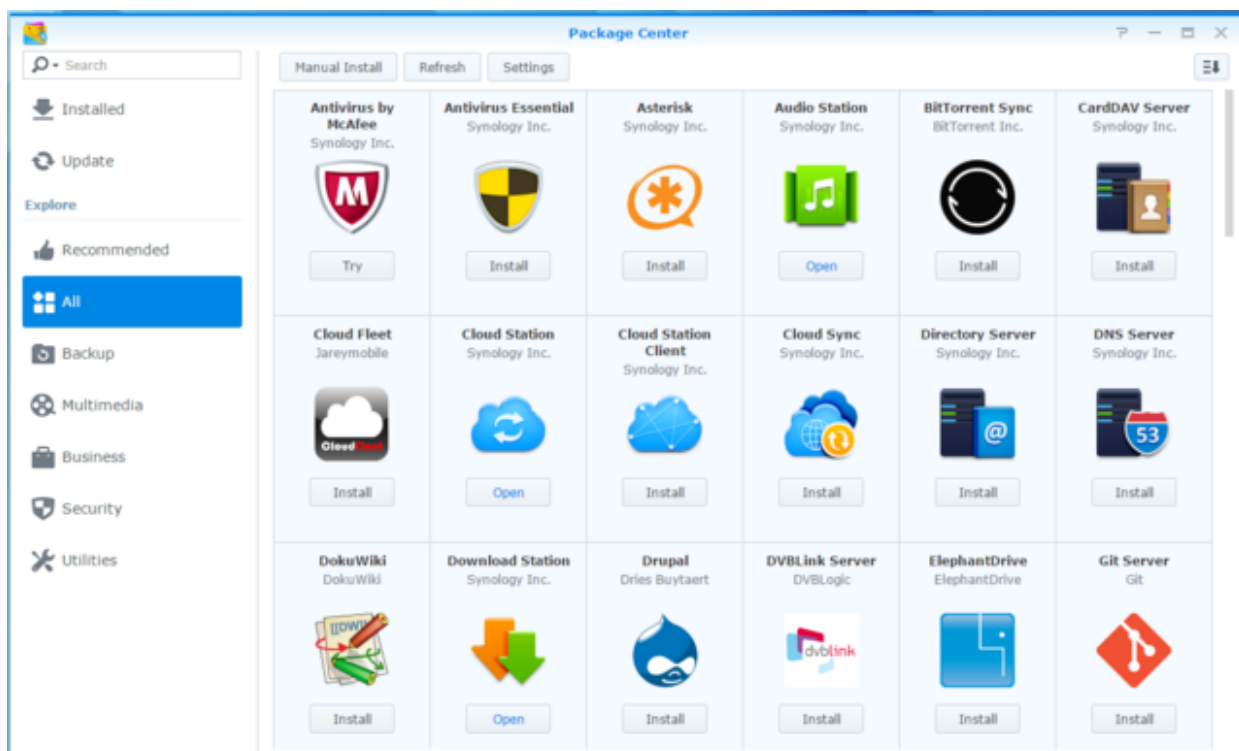 Package Center
Search
Manual Install Refresh Settings
Installed
Update
Explore
Recommended
All
Backup
Multimedia
Business
Security
Utilities
Antivirus by
McAfee
Synology Inc.
Try
Antivirus Essential
Synology Inc.
Install
Asterisk
Synology Inc.
Install
Audio Station
Synology Inc.
Open
BitTorrent Sync
BitTorrent Inc.
Install
CardDAV Server
Synology Inc.
Install
Cloud Fleet
Jareymobile
CloudFleet
Install
Cloud Station
Synology Inc.
Open
Cloud Station
Client
Synology Inc.
Install
Cloud Sync
Synology Inc.
Install
Directory Server
Synology Inc.
@
Install
DNS Server
Synology Inc.
53
Install
DokuWiki
DokuWiki
[[DW]]
Install
Download Station
Synology Inc.
Open
Drupal
Dries Buytaert
Install
DVBLink Server
DVBLogic
dvblink
Install
ElephantDrive
ElephantDrive
Install
Git Server
Git
Install